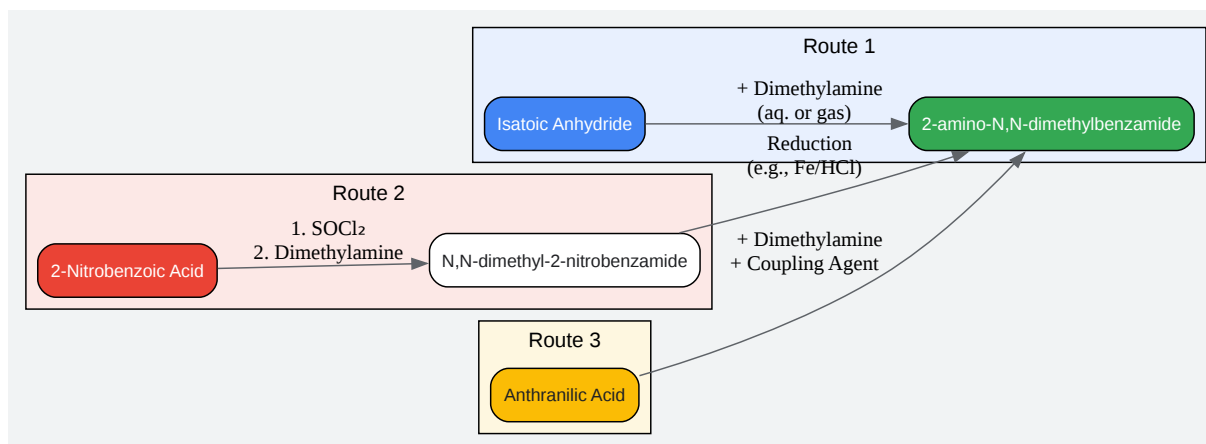 Route 1
+ Dimethylamine
(aq. or gas)
Isatoic Anhydride
2-amino-N,N-dimethylbenzamide
Reduction
(e.g., Fe/HCl)
Route 2
1. SOCl₂
2. Dimethylamine
2-Nitrobenzoic Acid
N,N-dimethyl-2-nitrobenzamide
+ Dimethylamine
+ Coupling Agent
Route 3
Anthranilic Acid